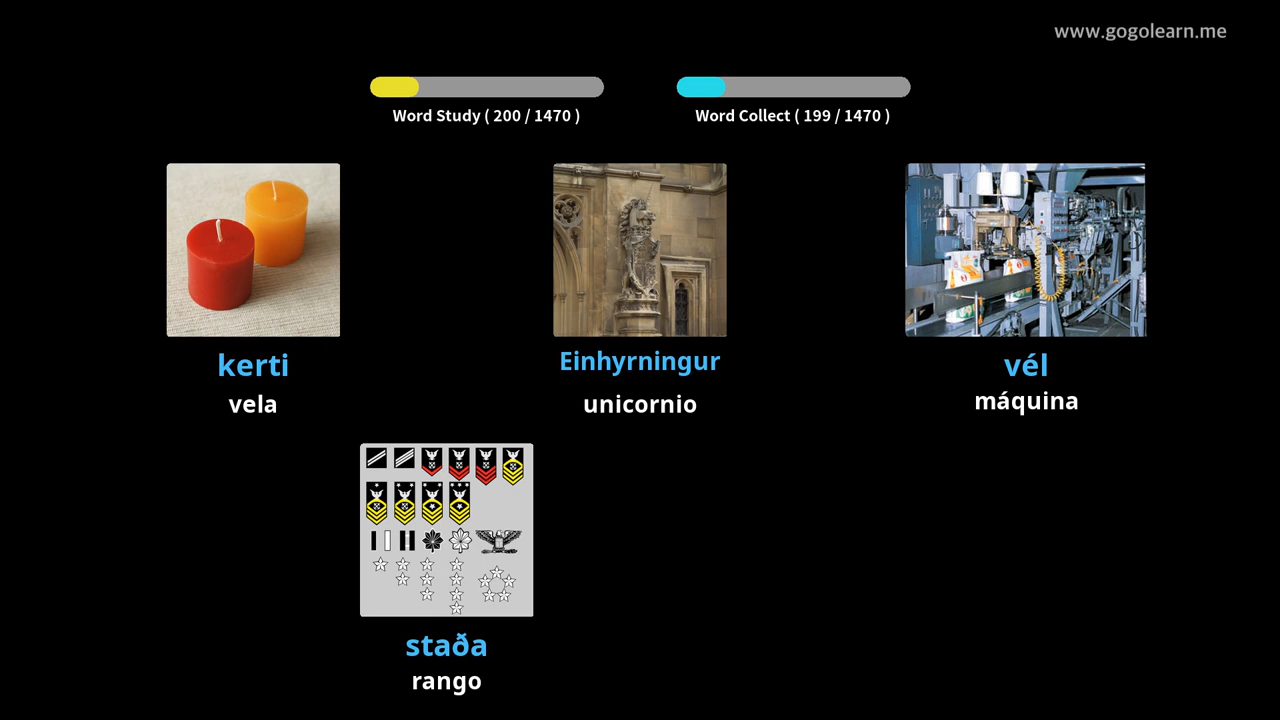 www.gogolearn.me
Word Study ( 200 / 1470 )
Word Collect ( 199 / 1470 )
kerti
vela
Einhyrningur
unicornio
vél
máquina
staða
rango